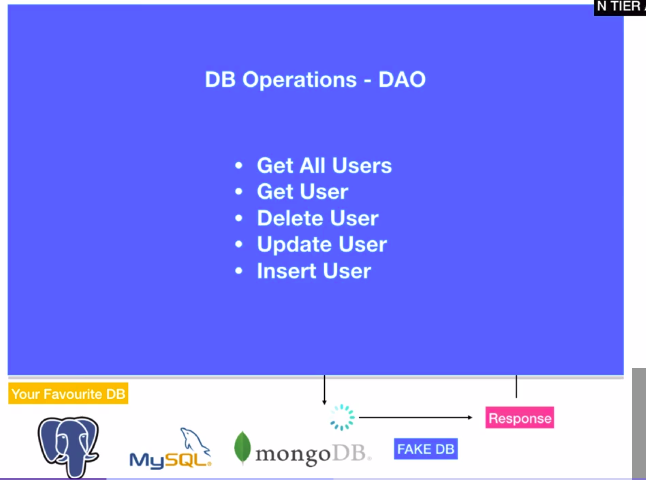 N TIER
DB Operations - DAO
• Get All Users
• Get User
• Delete User
• Update User
• Insert User
Your Favourite DB
Response
MySQL
mongoDB
FAKE DB